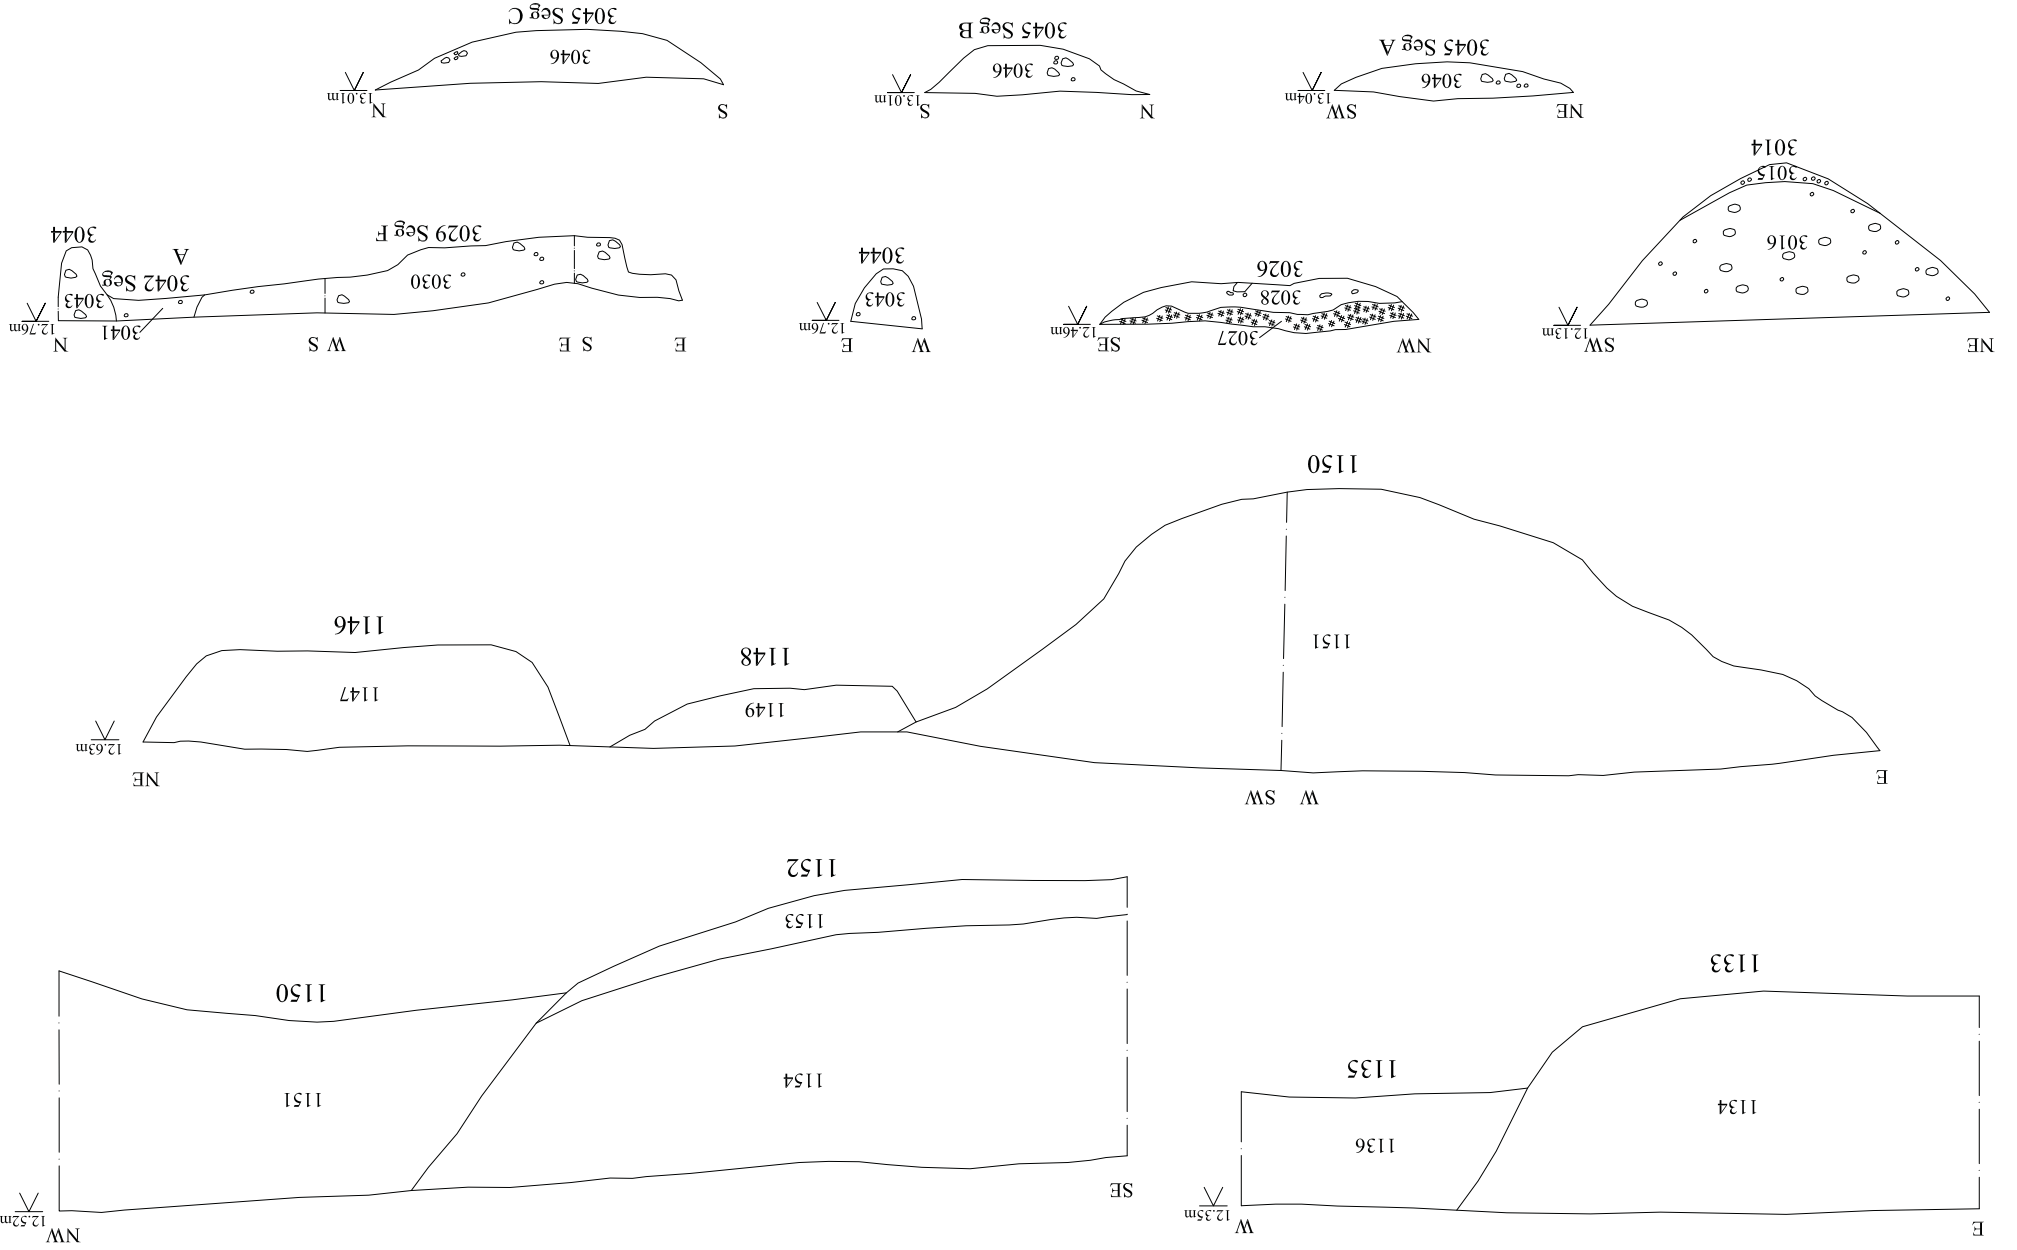 E
W
12.35m
1136
1134
1135
1133
NW
12.52m
SE
1151
1154
1150
1153
1152
E
W
SW
NE
12.63m
1151
1149
1147
1148
1146
1150
NE
SW
12.13m
3016
3015
3014
NW
SE
12.46m
3027
3028
3026
W
E
12.76m
3043
3044
E
S
E
W
S
N
12.76m
3041
3043
3030
3042 Seg
A
3029 Seg F
3044
NE
SW
13.04m
3046
3045 Seg A
N
S
13.01m
3046
3045 Seg B
S
N
13.01m
3046
3045 Seg C